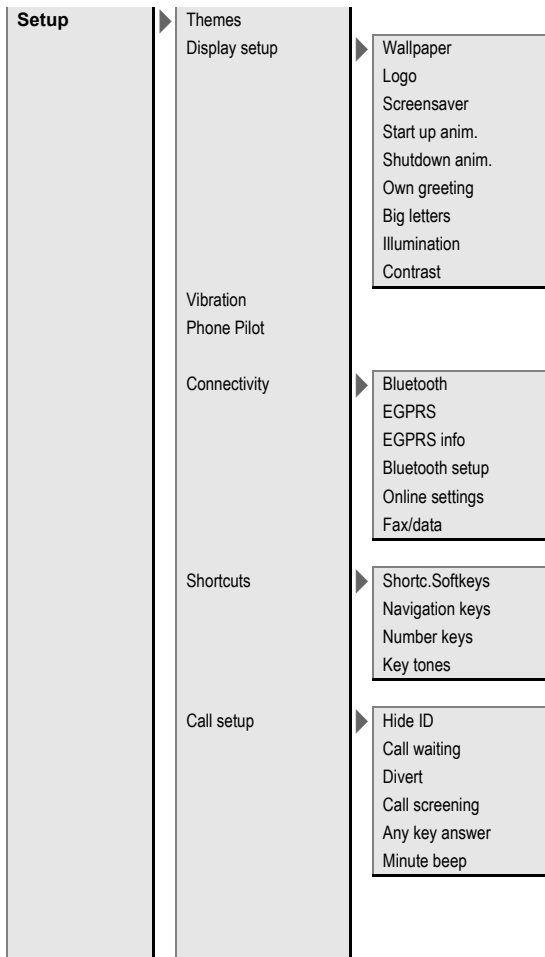 Setup
Themes
Display setup
Wallpaper
Logo
Screensaver
Start up anim.
Shutdown anim.
Own greeting
Big letters
Illumination
Contrast
Vibration
Phone Pilot
Connectivity
Bluetooth
EGPRS
EGPRS info
Bluetooth setup
Online settings
Fax/data
Shortcuts
Shortc.Softkeys
Navigation keys
Number keys
Key tones
Call setup
Hide ID
Call waiting
Divert
Call screening
Any key answer
Minute beep